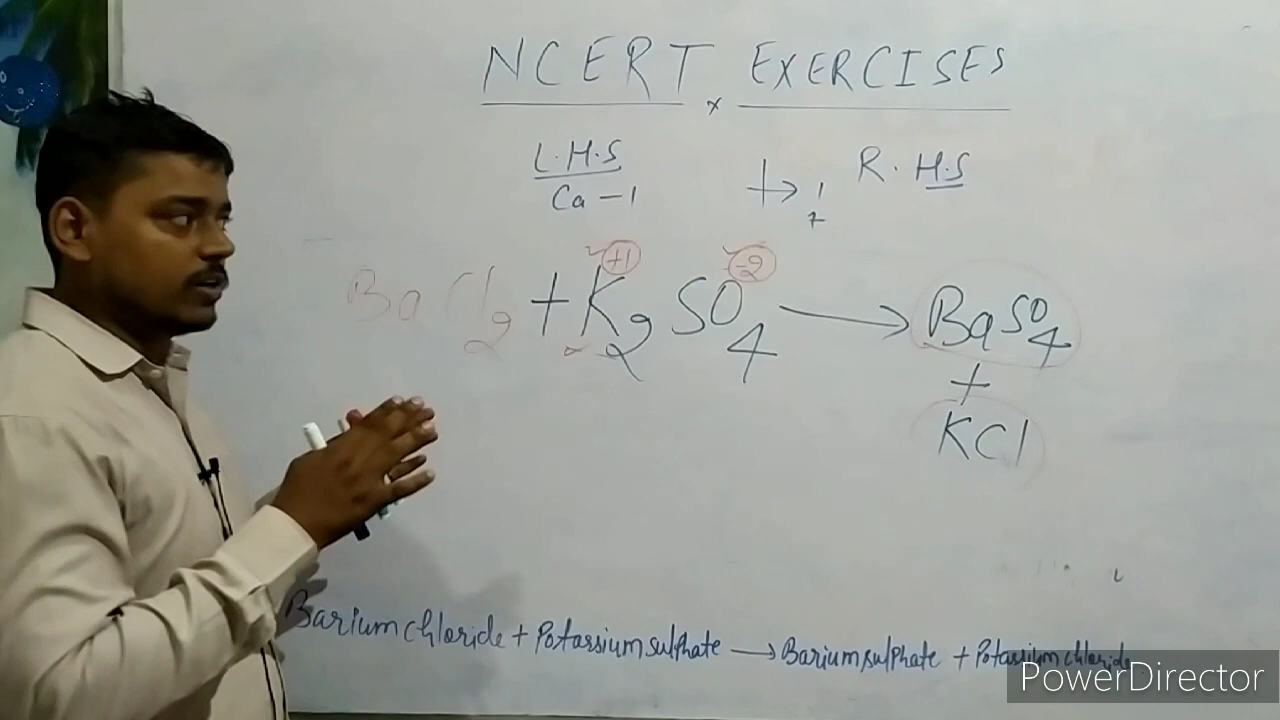 NCERT EXERCISES
L.H.S R.H.S
Ca-1
+1 -2
BaCl2 + K2SO4 → BaSO4
+
KCl
Barium chloride + Potassium sulphate → Barium sulphate + Potassium chloride
PowerDirector